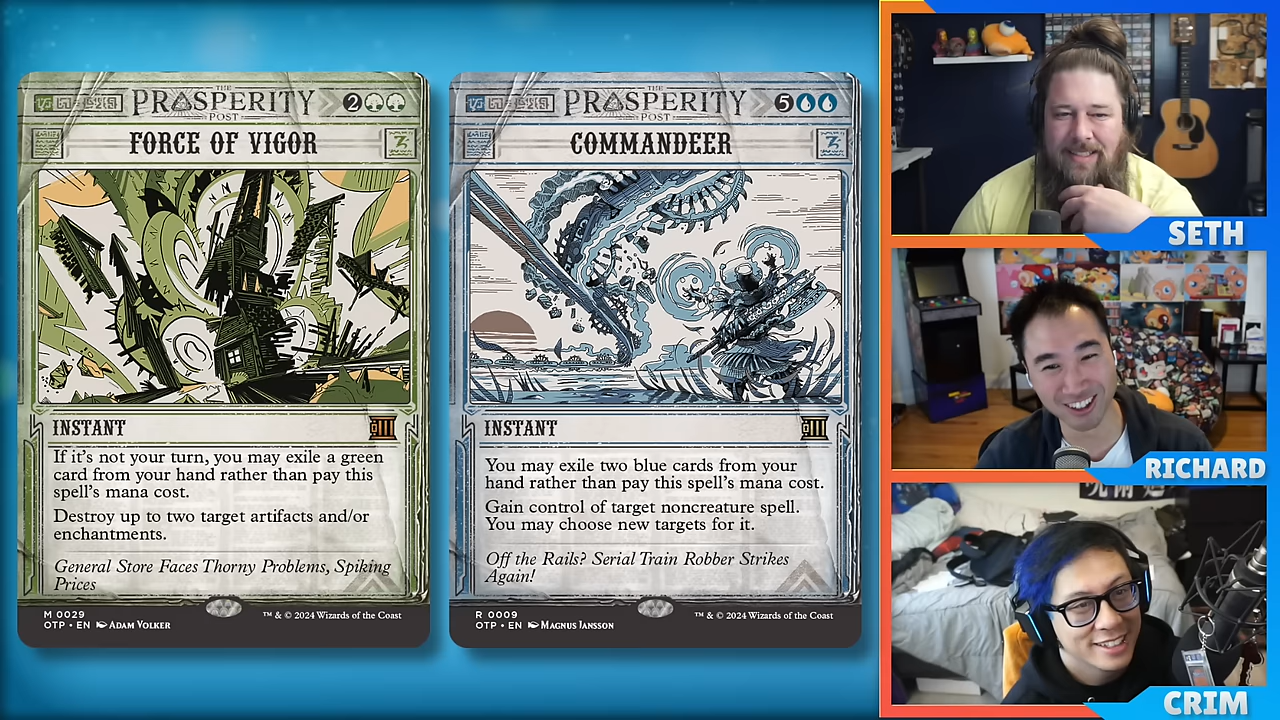 THE
PROSPERITY
POST
2
FORCE OF VIGOR
INSTANT
If it's not your turn, you may exile a green
card from your hand rather than pay this
spell's mana cost.
Destroy up to two target artifacts and/or
enchantments.
General Store Faces Thorny Problems, Spiking
Prices
M 0029
OTP • EN ADAM VOLKER
™ & © 2024 Wizards of the Coast
THE
PROSPERITY
POST
5
COMMANDEER
INSTANT
You may exile two blue cards from your
hand rather than pay this spell's mana cost.
Gain control of target noncreature spell.
You may choose new targets for it.
Off the Rails? Serial Train Robber Strikes
Again!
R 0009
OTP • EN MAGNUS JANSSON
™ & © 2024 Wizards of the Coast
SETH
RICHARD
CRIM